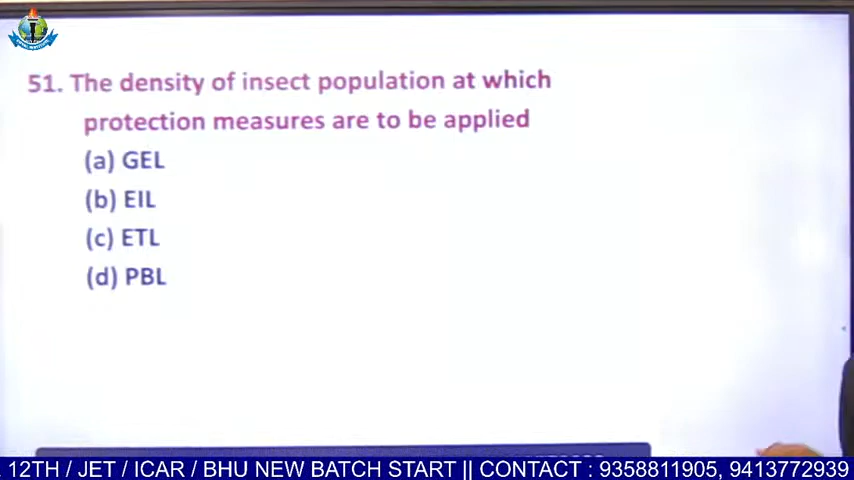 51. The density of insect population at which
protection measures are to be applied
(a) GEL
(b) EIL
(c) ETL
(d) PBL
12TH / JET / ICAR / BHU NEW BATCH START || CONTACT : 9358811905, 9413772939